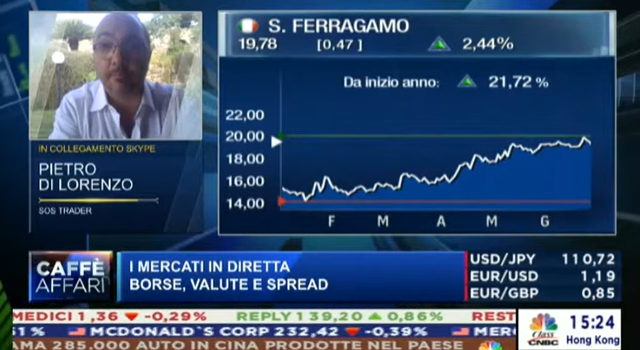 S. FERRAGAMO
19,78 [0,47] 2,44%
Da inizio anno: 21,72 %
22,00
20,00
18,00
16,00
14,00
F M A M G
IN COLLEGAMENTO SKYPE
PIETRO
DI LORENZO
SOS TRADER
CAFFÈ
AFFARI
I MERCATI IN DIRETTA
BORSE, VALUTE E SPREAD
USD/JPY 110,72
EUR/USD 1,19
EUR/GBP 0,85
MEDICI 1,36 -0,29% REPLY 139,20 0,86% REST
51% MCDONALD'S CORP 232,42 -0,39% MER
AMA 285.000 AUTO IN CINA PRODOTTE NEL PAESE
Class
CNBC
15:24
Hong Kong